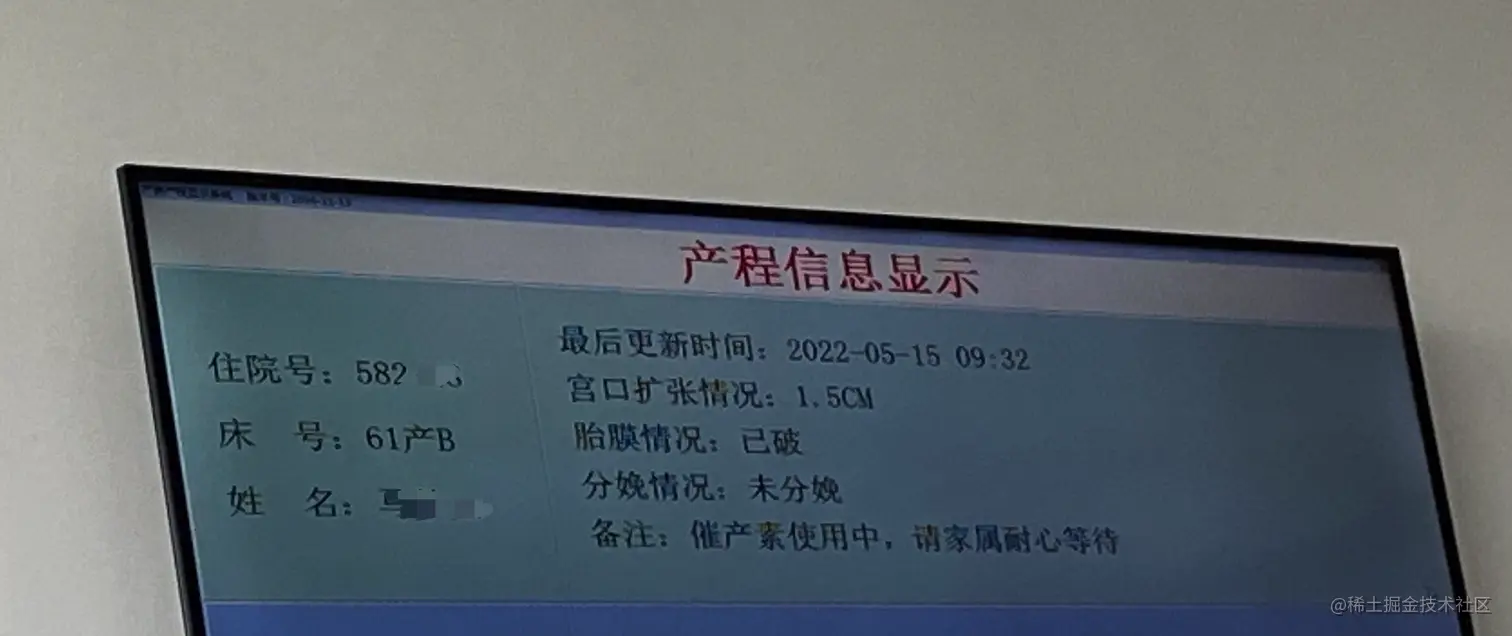 产程信息显示
住院号：582
床 号：61产B
姓 名：
最后更新时间：2022-05-15 09:32
宫口扩张情况：1.5CM
胎膜情况：已破
分娩情况：未分娩
备注：催产素使用中，请家属耐心等待
@稀土掘金技术社区